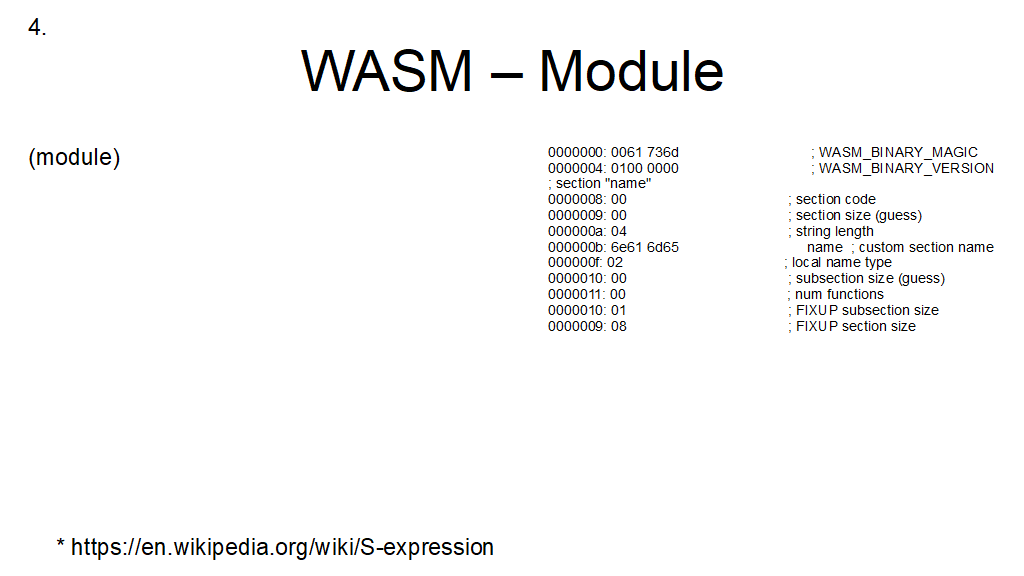 4.
WASM – Module
(module)
0000000: 0061 736d ; WASM_BINARY_MAGIC
0000004: 0100 0000 ; WASM_BINARY_VERSION
; section "name"
0000008: 00 ; section code
0000009: 00 ; section size (guess)
000000a: 04 ; string length
000000b: 6e61 6d65 name ; custom section name
000000f: 02 ; local name type
0000010: 00 ; subsection size (guess)
0000011: 00 ; num functions
0000010: 01 ; FIXUP subsection size
0000009: 08 ; FIXUP section size
* https://en.wikipedia.org/wiki/S-expression